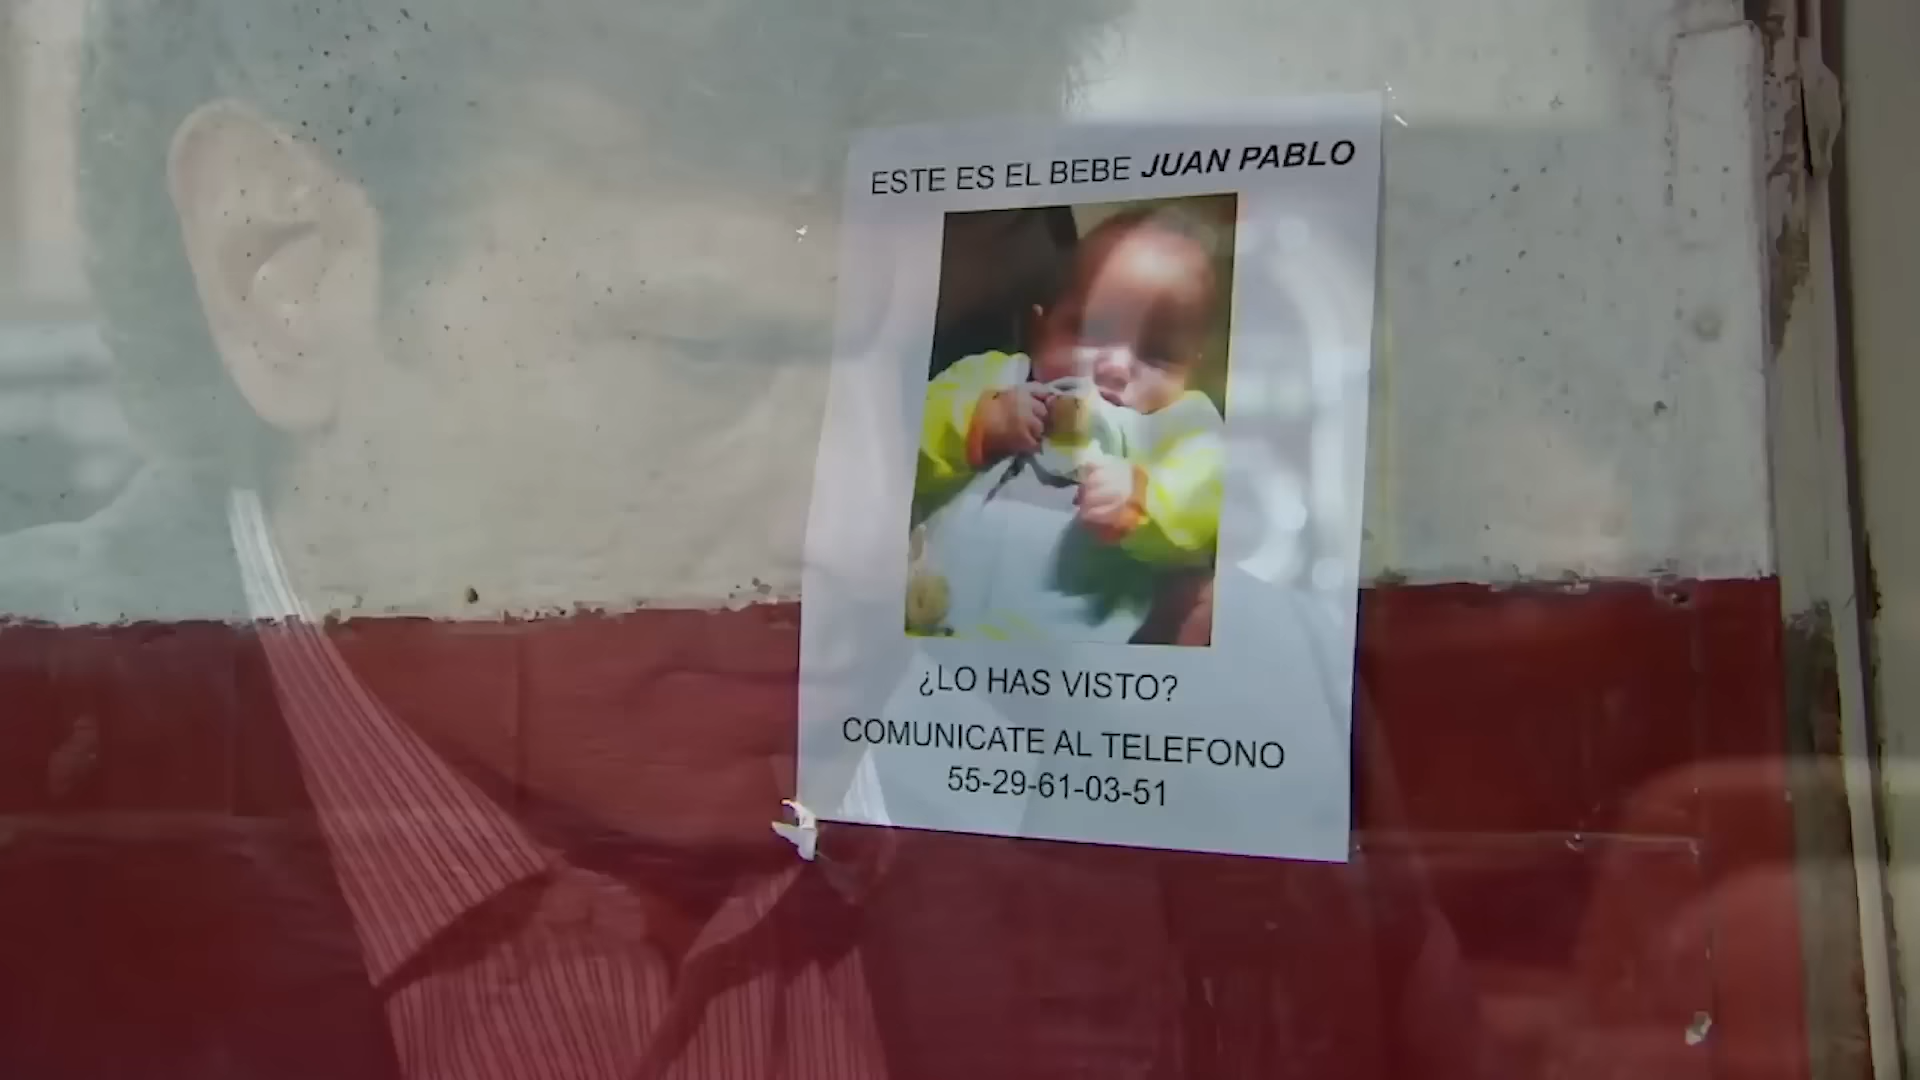 ESTE ES EL BEBE JUAN PABLO
¿LO HAS VISTO?
COMUNICATE AL TELEFONO
55-29-61-03-51